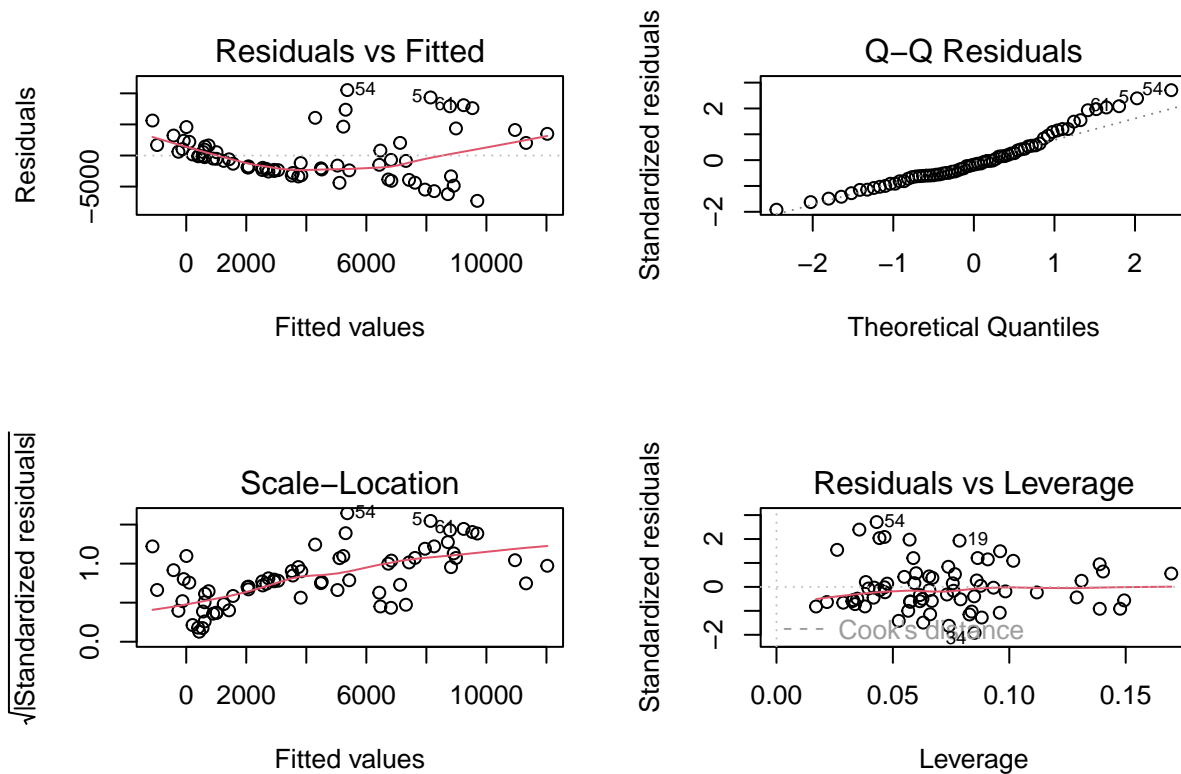 Residuals vs Fitted
Residuals
−5000
0 2000 6000 10000
Fitted values
54
5
64
Q−Q Residuals
Standardized residuals
−2 0 2
−2 −1 0 1 2
Theoretical Quantiles
5
54
Scale−Location
√|Standardized residuals|
0.0 1.0
0 2000 6000 10000
Fitted values
54
5
64
Residuals vs Leverage
Standardized residuals
−2 0 2
0.00 0.05 0.10 0.15
Leverage
54
19
Cook's distance
34